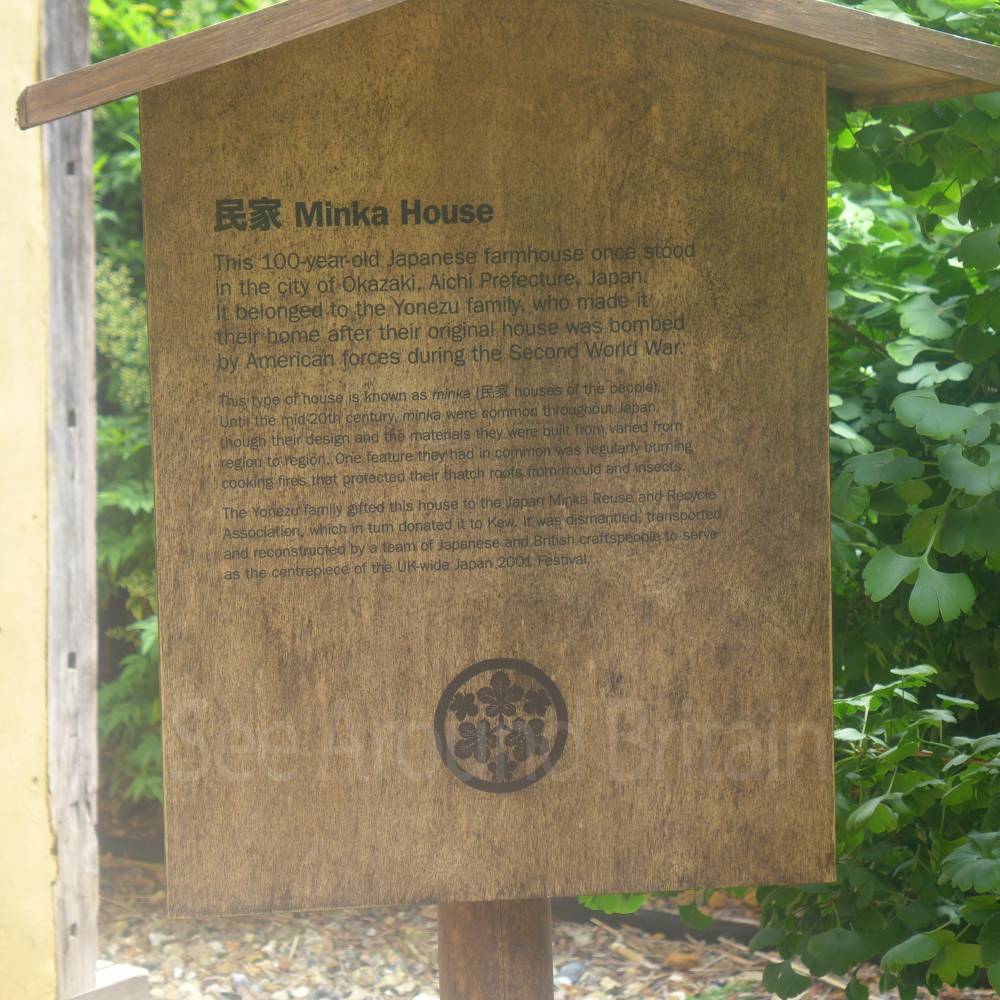 民家 Minka House
This 100-year-old Japanese farmhouse once stood
in the city of Okazaki, Aichi Prefecture, Japan.
It belonged to the Yonezu family, who made it
their home after their original house was bombed
by American forces during the Second World War.
This type of house is known as minka (民家 houses of the people).
Until the mid-20th century, minka were common throughout Japan,
though their design and the materials they were built from varied from
region to region. One feature they had in common was regularly burning
cooking fires that protected their thatch roofs from mould and insects.
The Yonezu family gifted this house to the Japan Minka Reuse and Recycle
Association, which in turn donated it to Kew. It was dismantled, transported
and reconstructed by a team of Japanese and British craftspeople to serve
as the centrepiece of the UK-wide Japan 2001 Festival.
See Around Britain